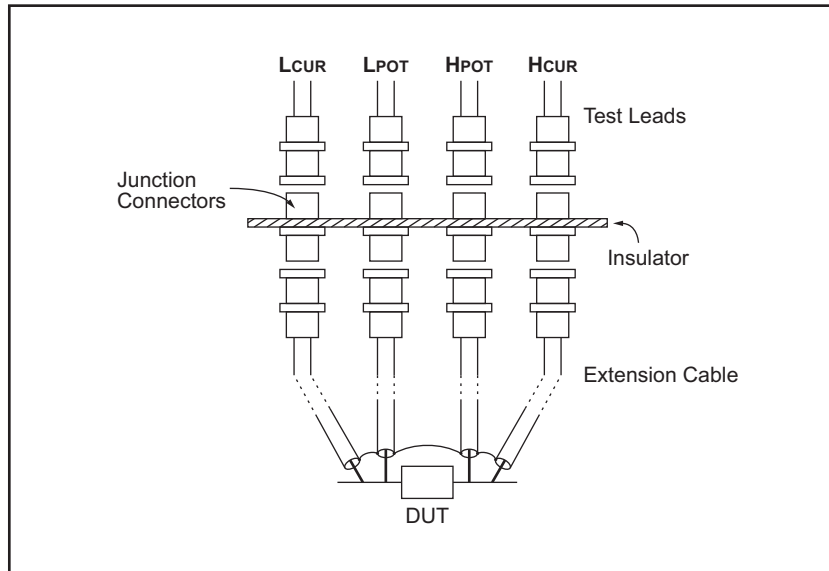 LCUR LPOT HPOT HCUR
Test Leads
Junction
Connectors
Insulator
Extension Cable
DUT